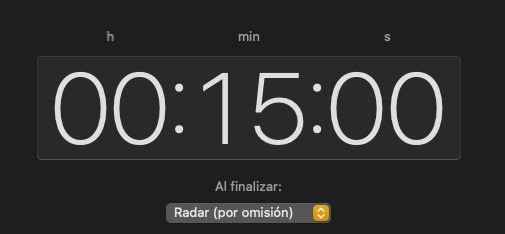 h min s
00:15:00
Al finalizar:
Radar (por omisión)